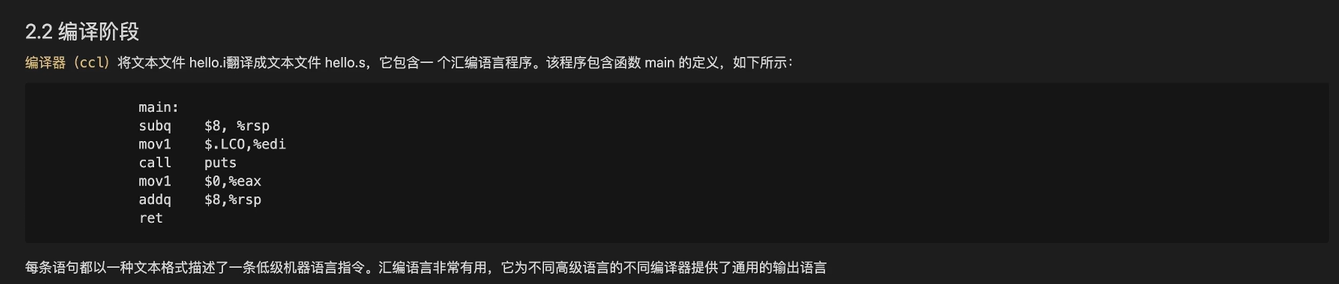 2.2 编译阶段
编译器（ccl）将文本文件 hello.i翻译成文本文件 hello.s，它包含一 个汇编语言程序。该程序包含函数 main 的定义，如下所示：
main:
subq $8, %rsp
mov1 $.LCO,%edi
call puts
mov1 $0,%eax
addq $8,%rsp
ret
每条语句都以一种文本格式描述了一条低级机器语言指令。汇编语言非常有用，它为不同高级语言的不同编译器提供了通用的输出语言